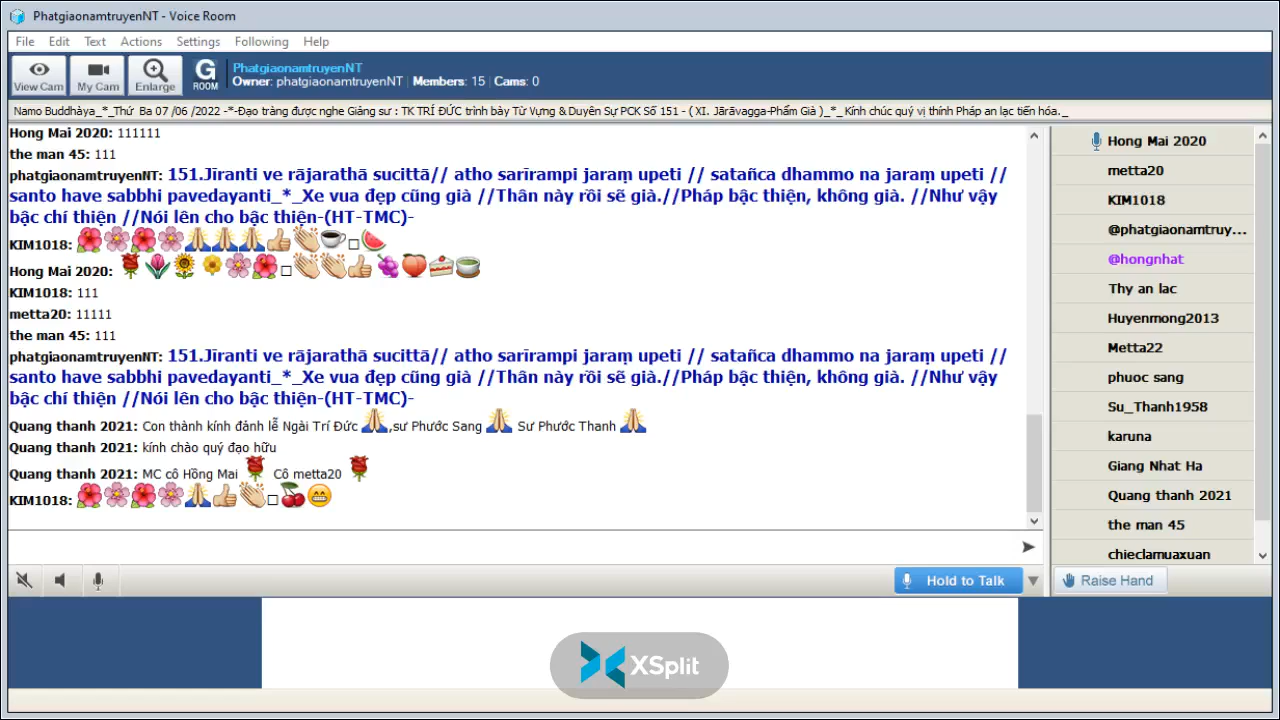 PhatgiaonamtruyenNT - Voice Room
File Edit Text Actions Settings Following Help
View Cam
My Cam
Enlarge
G
ROOM
PhatgiaonamtruyenNT
Owner: phatgiaonamtruyenNT | Members: 15 | Cams: 0
Namo Buddhàya_*_Thứ Ba 07 /06 /2022 -*-Đạo tràng được nghe Giảng sư : TK TRÍ ĐỨC trình bày Từ Vựng & Duyên Sự PCK Số 151 - ( XI. Jārāvagga-Phẩm Già )_*_ Kính chúc quý vị thính Pháp an lạc tiến hóa._
Hong Mai 2020: 111111
the man 45: 111
phatgiaonamtruyenNT: 151.Jīranti ve rājarathā sucittā// atho sarīrampi jaraṃ upeti // satañca dhammo na jaraṃ upeti //
santo have sabbhi pavedayanti_*_Xe vua đẹp cũng già //Thân này rồi sẽ già.//Pháp bậc thiện, không già. //Như vậy
bậc chí thiện //Nói lên cho bậc thiện-(HT-TMC)-
KIM1018:
Hong Mai 2020:
KIM1018: 111
metta20: 11111
the man 45: 111
phatgiaonamtruyenNT: 151.Jīranti ve rājarathā sucittā// atho sarīrampi jaraṃ upeti // satañca dhammo na jaraṃ upeti //
santo have sabbhi pavedayanti_*_Xe vua đẹp cũng già //Thân này rồi sẽ già.//Pháp bậc thiện, không già. //Như vậy
bậc chí thiện //Nói lên cho bậc thiện-(HT-TMC)-
Quang thanh 2021: Con thành kính đảnh lễ Ngài Trí Đức ,sư Phước Sang Sư Phước Thanh
Quang thanh 2021: kính chào quý đạo hữu
Quang thanh 2021: MC cô Hồng Mai Cô metta20
KIM1018:
Hong Mai 2020
metta20
KIM1018
@phatgiaonamtruy...
@hongnhat
Thy an lac
Huyenmong2013
Metta22
phuoc sang
Su_Thanh1958
karuna
Giang Nhat Ha
Quang thanh 2021
the man 45
chieclamuaxuan
Hold to Talk
Raise Hand
XSplit